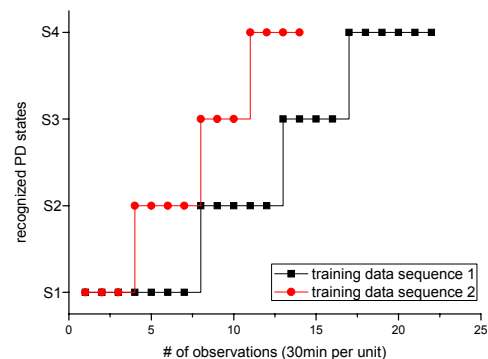 S4
S3
S2
S1
recognized PD states
training data sequence 1
training data sequence 2
0 5 10 15 20 25
# of observations (30min per unit)